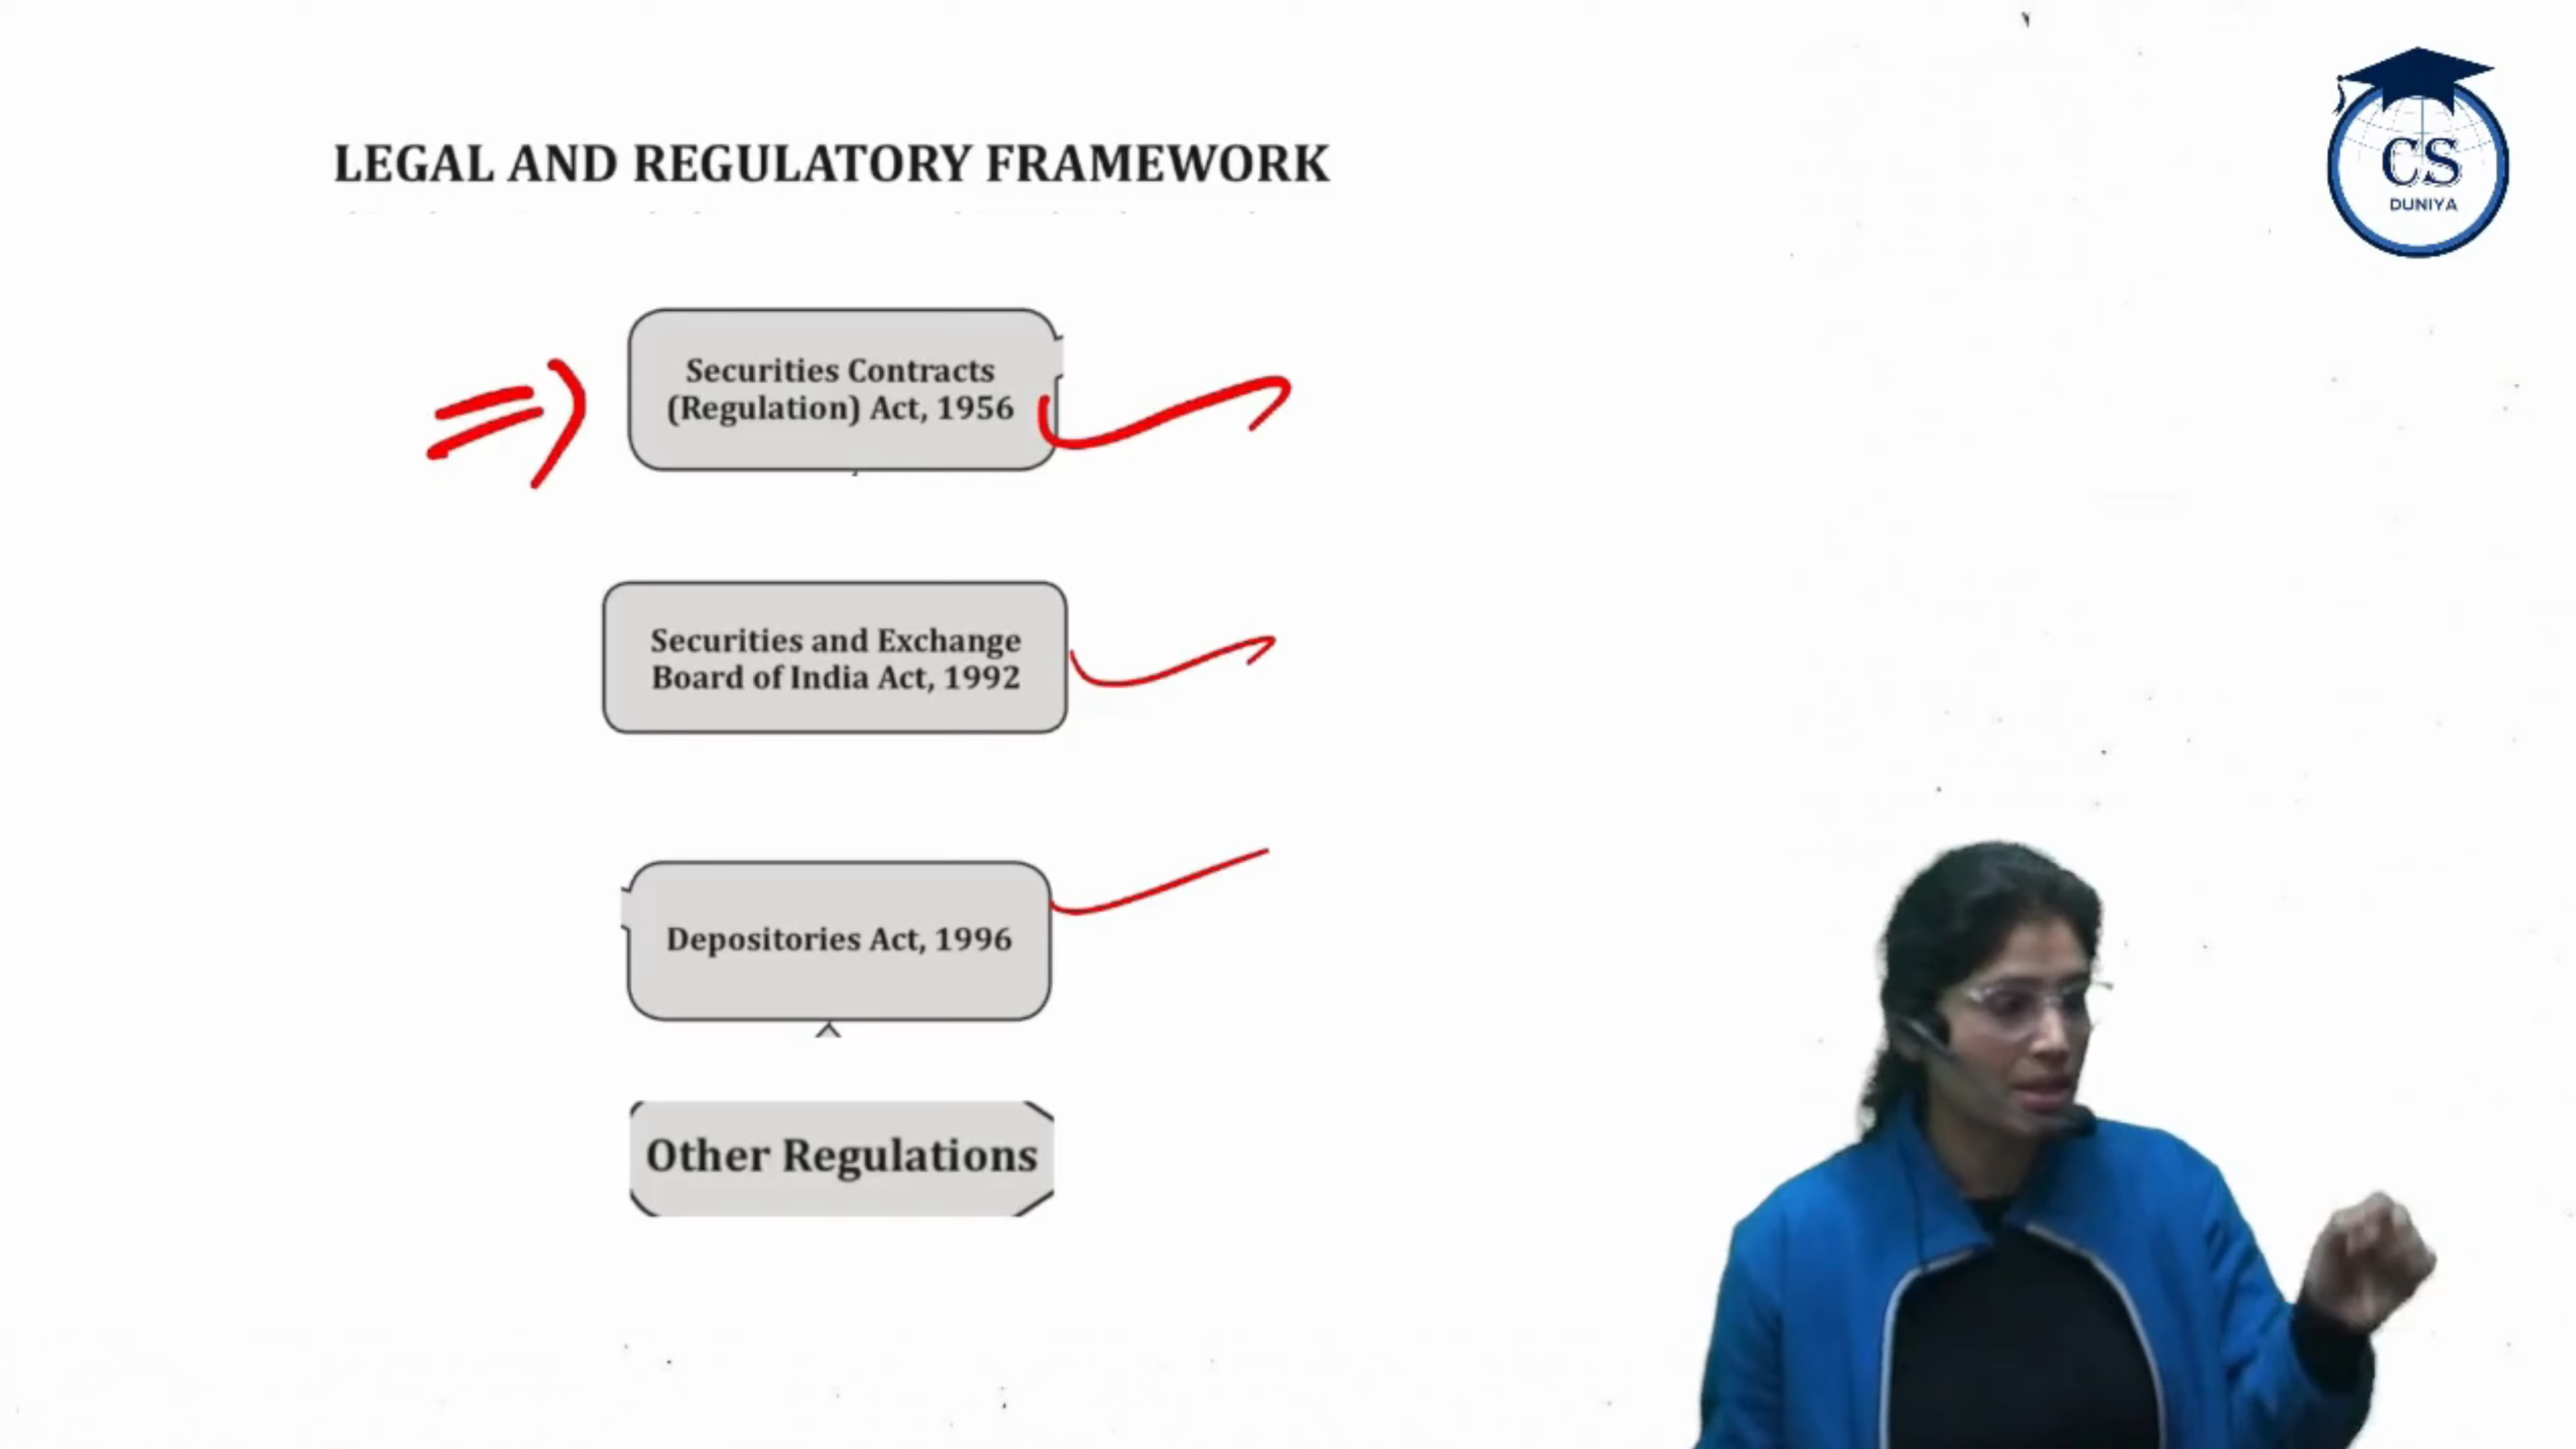 LEGAL AND REGULATORY FRAMEWORK
CS
DUNIYA
Securities Contracts
(Regulation) Act, 1956
Securities and Exchange
Board of India Act, 1992
Depositories Act, 1996
Other Regulations